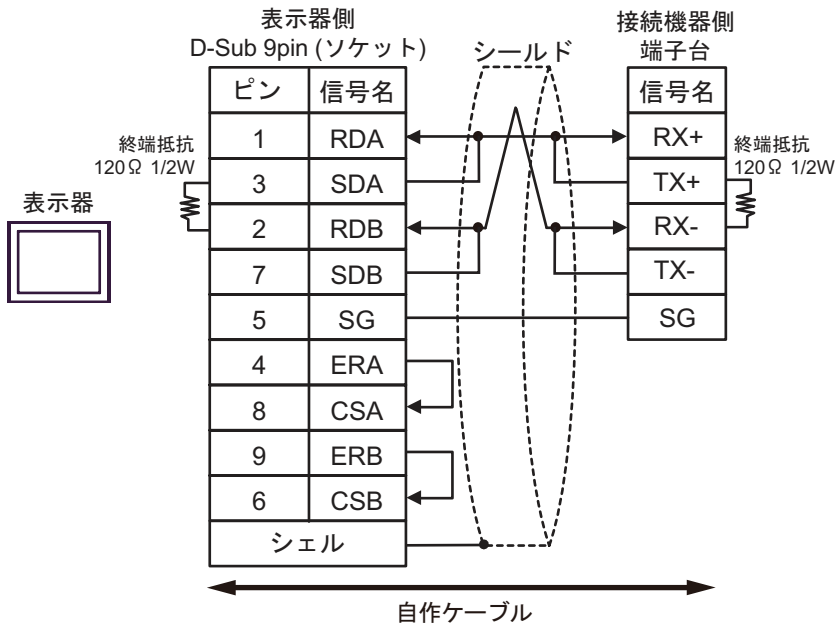 表示器側
D-Sub 9pin (ソケット)
シールド
接続機器側
端子台
ピン 信号名
信号名
1 RDA
RX+
終端抵抗
120Ω 1/2W
終端抵抗
120Ω 1/2W
3 SDA
TX+
表示器
2 RDB
RX-
7 SDB
TX-
5 SG
SG
4 ERA
8 CSA
9 ERB
6 CSB
シェル
自作ケーブル